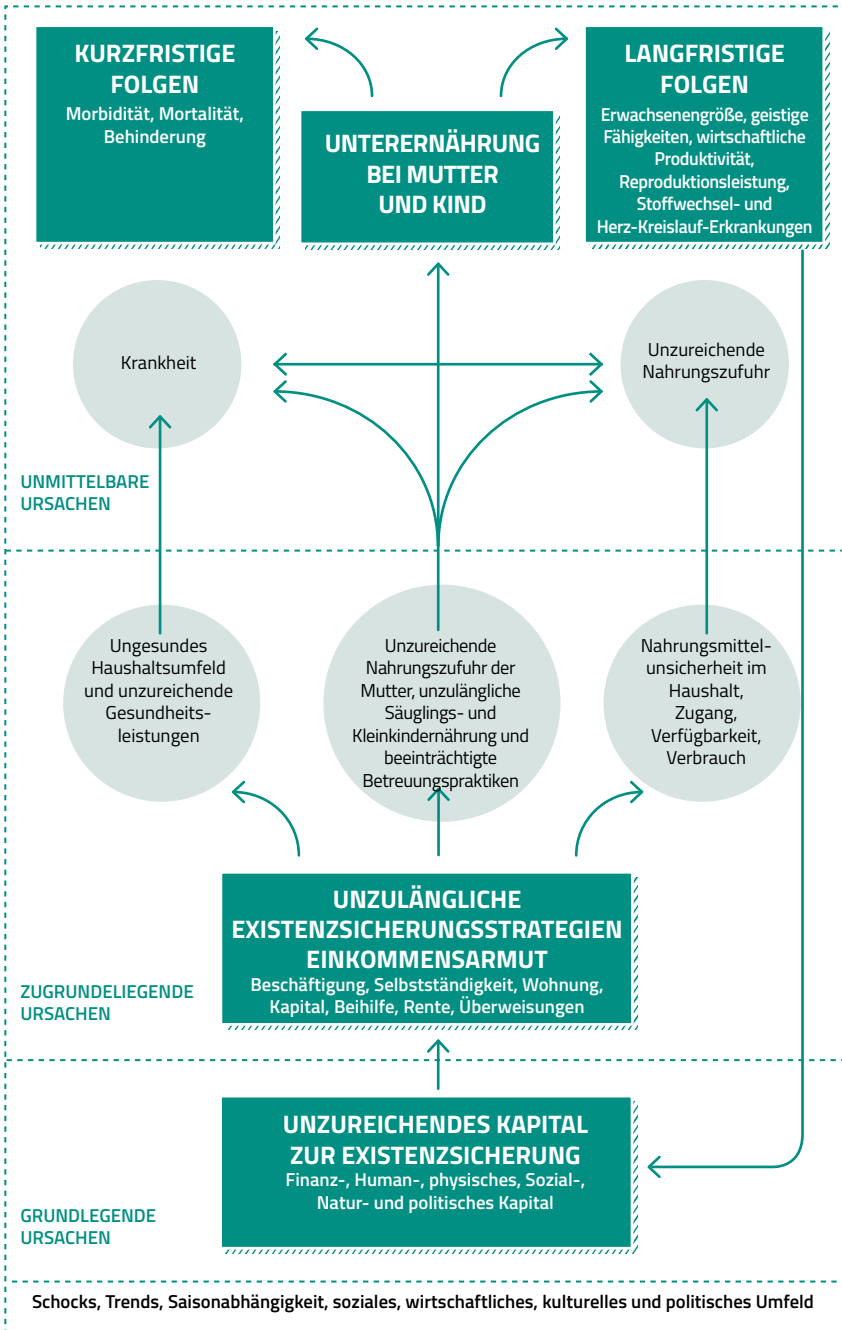 KURZFRISTIGE
FOLGEN
Morbidität, Mortalität,
Behinderung
UNTERERNÄHRUNG
BEI MUTTER
UND KIND
LANGFRISTIGE
FOLGEN
Erwachsenengröße, geistige
Fähigkeiten, wirtschaftliche
Produktivität,
Reproduktionsleistung,
Stoffwechsel- und
Herz-Kreislauf-Erkrankungen
Krankheit
Unzureichende
Nahrungszufuhr
UNMITTELBARE
URSACHEN
Ungesundes
Haushaltsumfeld
und unzureichende
Gesundheits-
leistungen
Unzureichende
Nahrungszufuhr der
Mutter, unzulängliche
Säuglings- und
Kleinkindernährung und
beeinträchtigte
Betreuungspraktiken
Nahrungsmittel-
unsicherheit im
Haushalt,
Zugang,
Verfügbarkeit,
Verbrauch
UNZULÄNGLICHE
EXISTENZSICHERUNGSSTRATEGIEN
EINKOMMENSARMUT
Beschäftigung, Selbstständigkeit, Wohnung,
Kapital, Beihilfe, Rente, Überweisungen
ZUGRUNDELIEGENDE
URSACHEN
UNZUREICHENDES KAPITAL
ZUR EXISTENZSICHERUNG
Finanz-, Human-, physisches, Sozial-,
Natur- und politisches Kapital
GRUNDLEGENDE
URSACHEN
Schocks, Trends, Saisonabhängigkeit, soziales, wirtschaftliches, kulturelles und politisches Umfeld